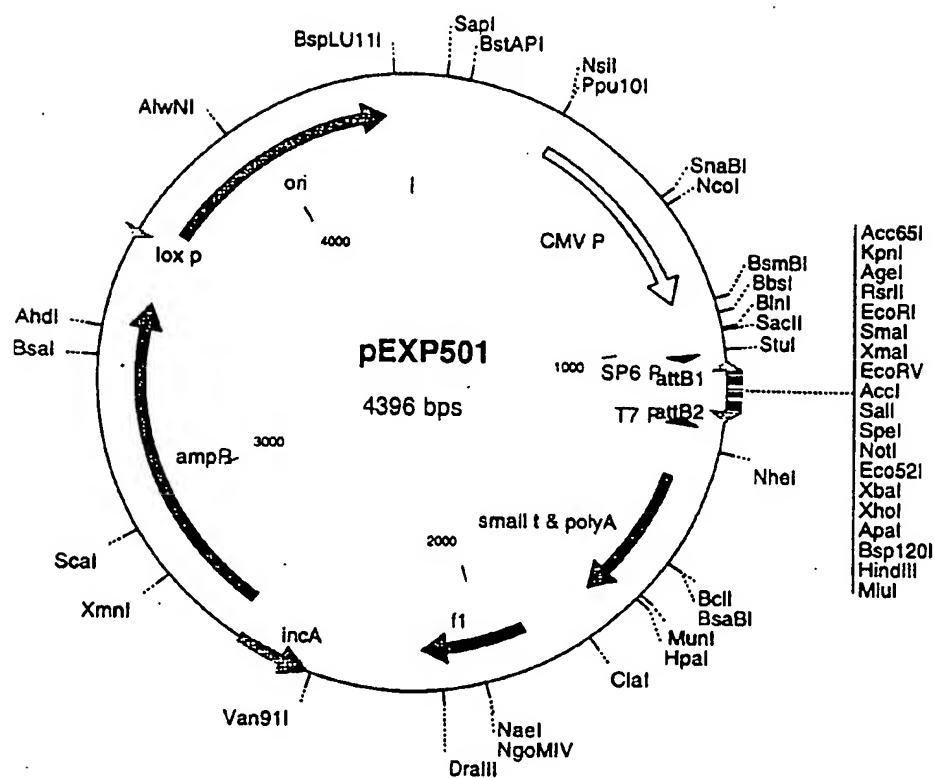 BspLU11I
SapI
BstAPI
NsiI
Ppu10I
AlwNI
SnaBI
NcoI
ori
4000
CMV P
lox p
BsmBI
BbsI
BlnI
SacII
StuI
AhdI
BsaI
pEXP501
4396 bps
1000
SP6 P
attB1
T7 P
attB2
Acc65I
KpnI
AgeI
RsrII
EcoRI
SmaI
XmaI
EcoRV
AccI
SalI
SpeI
NotI
Eco52I
XbaI
XhoI
ApaI
Bsp120I
HindIII
MluI
NheI
ampR
3000
small t & polyA
2000
ScaI
XmnI
BclI
BsaBI
MunI
HpaI
ClaI
f1
incA
Van91I
NaeI
NgoMIV
DraIII